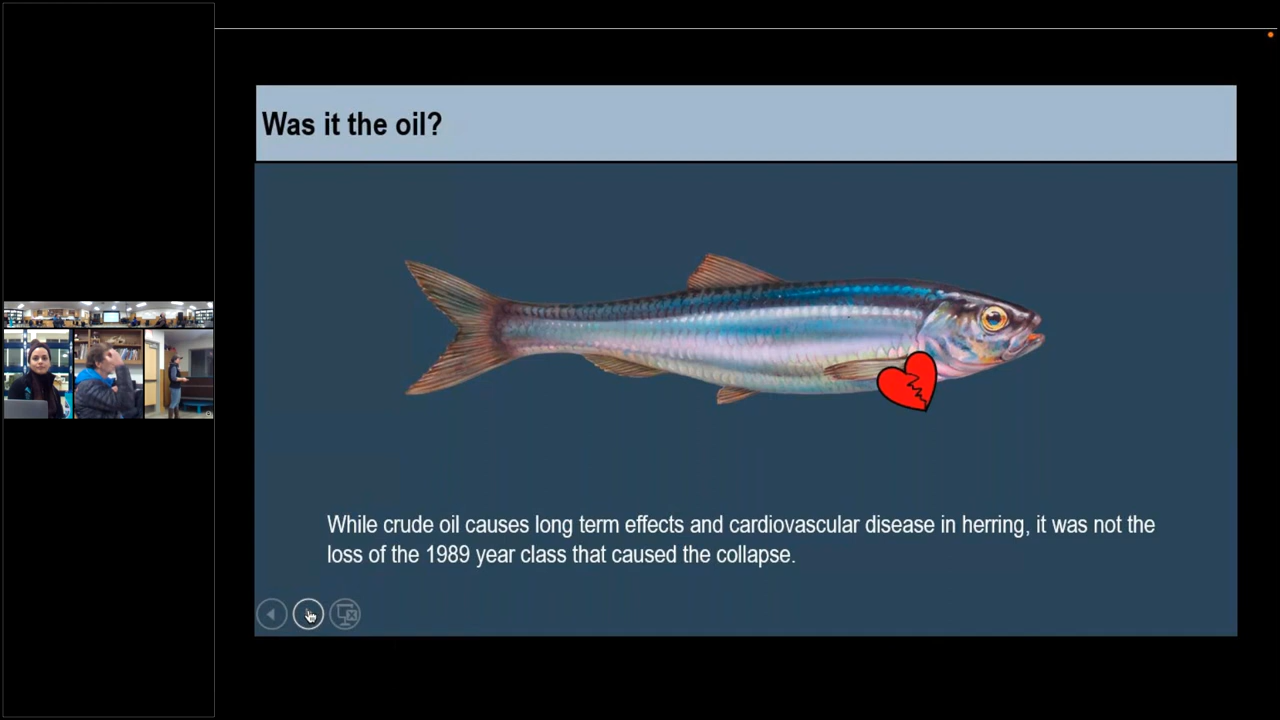 Was it the oil?
While crude oil causes long term effects and cardiovascular disease in herring, it was not the
loss of the 1989 year class that caused the collapse.